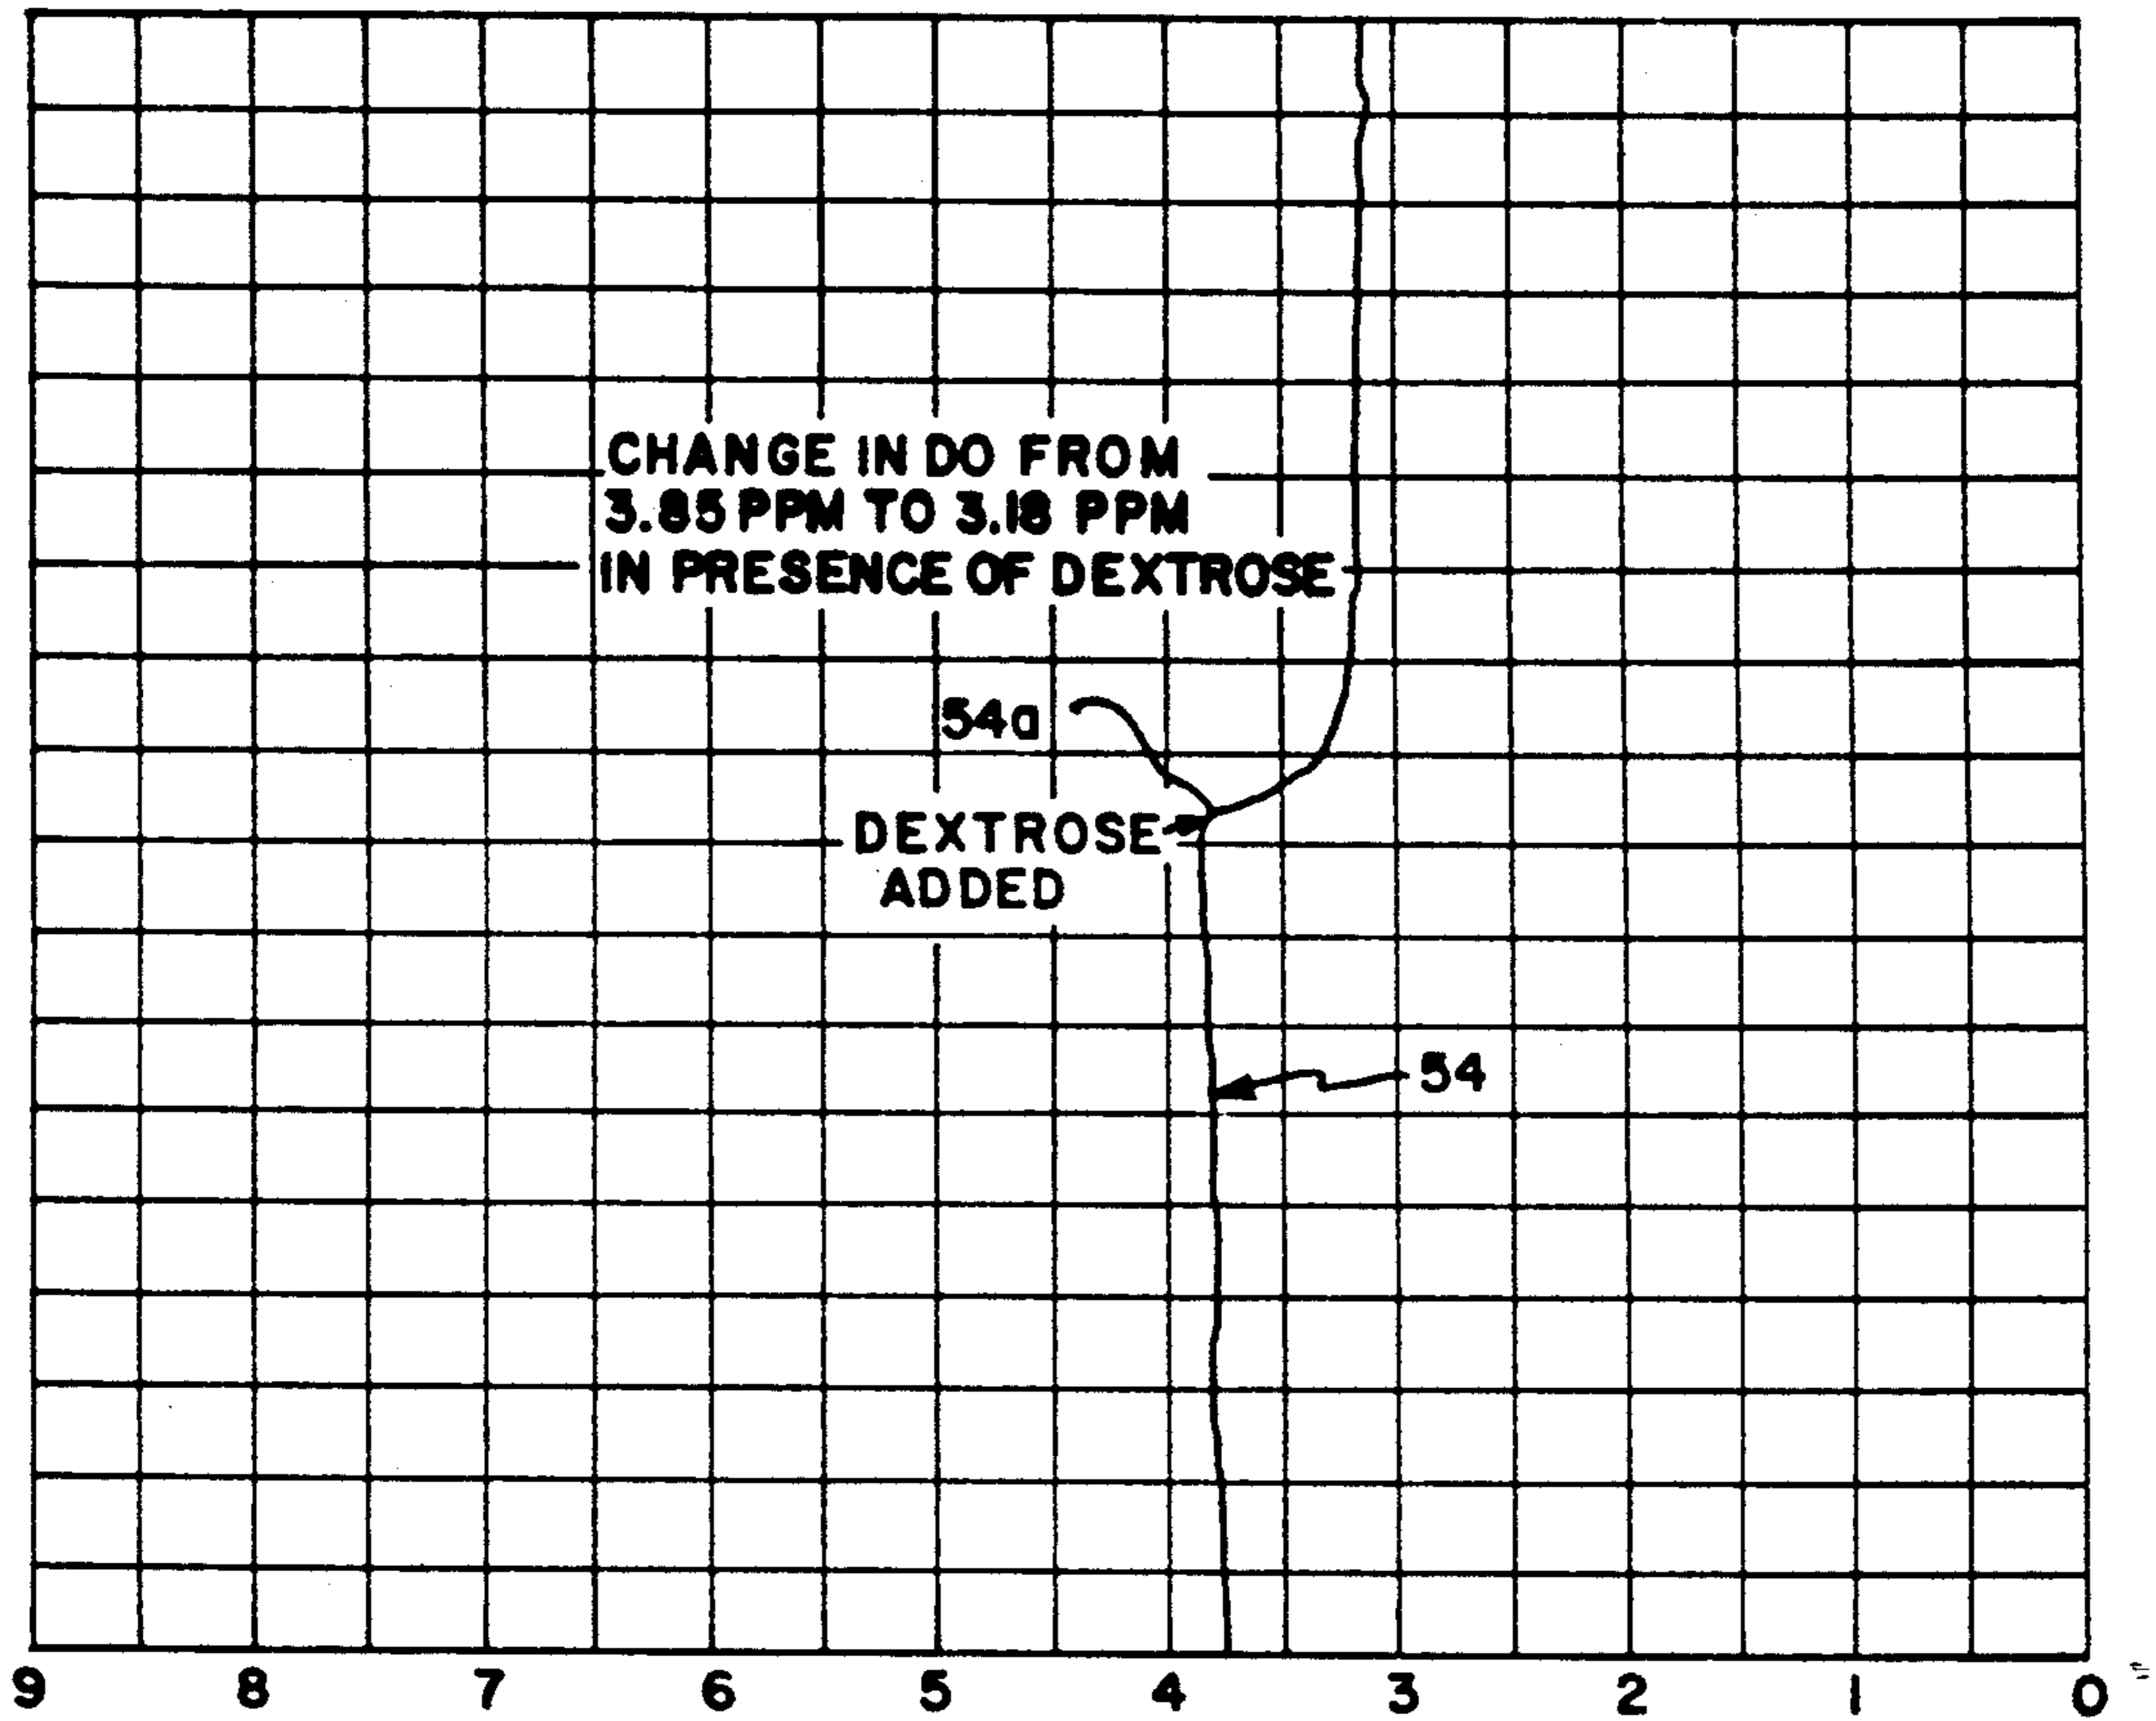 CHANGE IN DO FROM
3.85 PPM TO 3.18 PPM
IN PRESENCE OF DEXTROSE
54a
DEXTROSE
ADDED
54
9 8 7 6 5 4 3 2 1 0